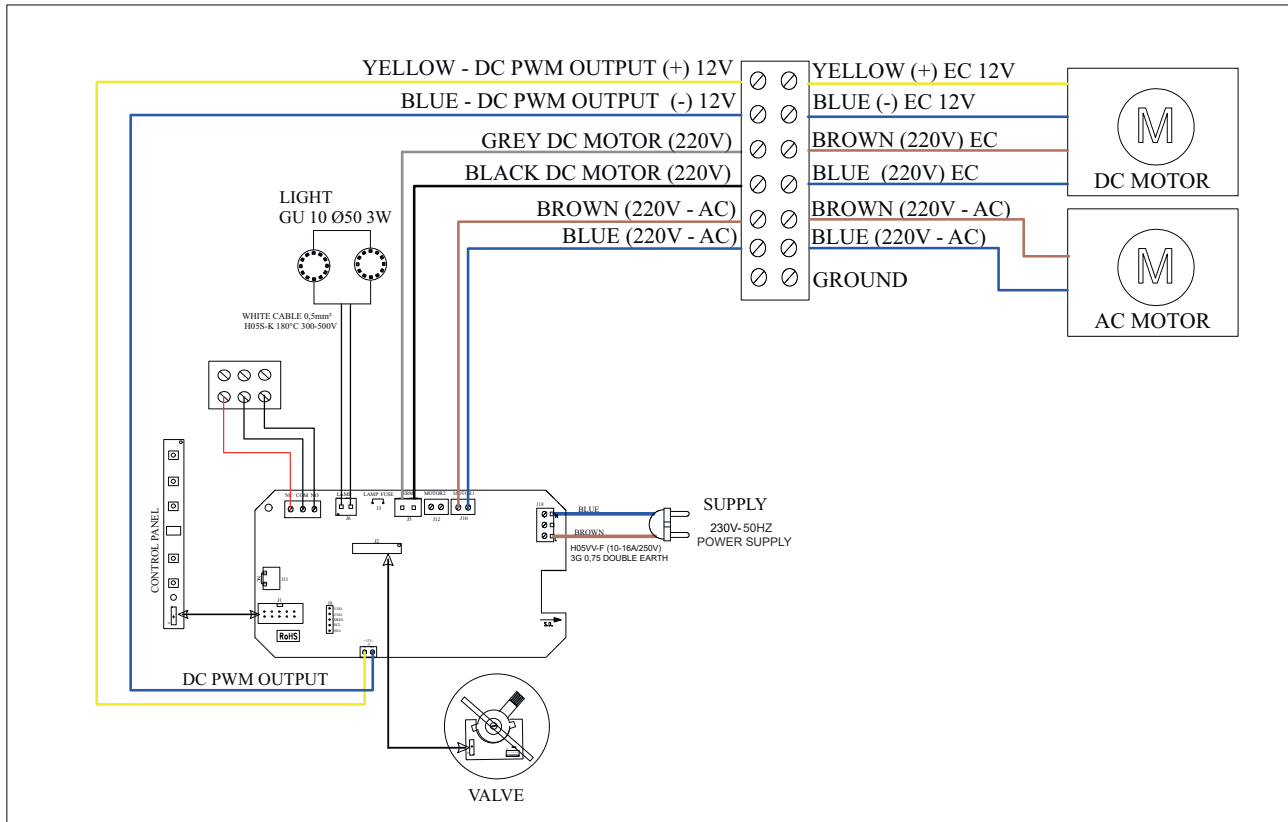 YELLOW - DC PWM OUTPUT (+) 12V
YELLOW (+) EC 12V
BLUE - DC PWM OUTPUT (-) 12V
BLUE (-) EC 12V
GREY DC MOTOR (220V)
BROWN (220V) EC
BLACK DC MOTOR (220V)
BLUE (220V) EC
M
DC MOTOR
LIGHT
GU 10 Ø50 3W
BROWN (220V - AC)
BROWN (220V - AC)
BLUE (220V - AC)
BLUE (220V - AC)
GROUND
M
AC MOTOR
WHITE CABLE 0,5mm²
H05S-K 180°C 300-500V
CONTROL PANEL
NC COM NO
LAMP
J6
LAMP FUSE
J3
J5
MOTOR2
J12
MOTOR1
J10
J2
J11
J1
RoHS
BLUE
BROWN
SUPPLY
230V-50HZ
POWER SUPPLY
H05VV-F (10-16A/250V)
3G 0,75 DOUBLE EARTH
DC PWM OUTPUT
VALVE